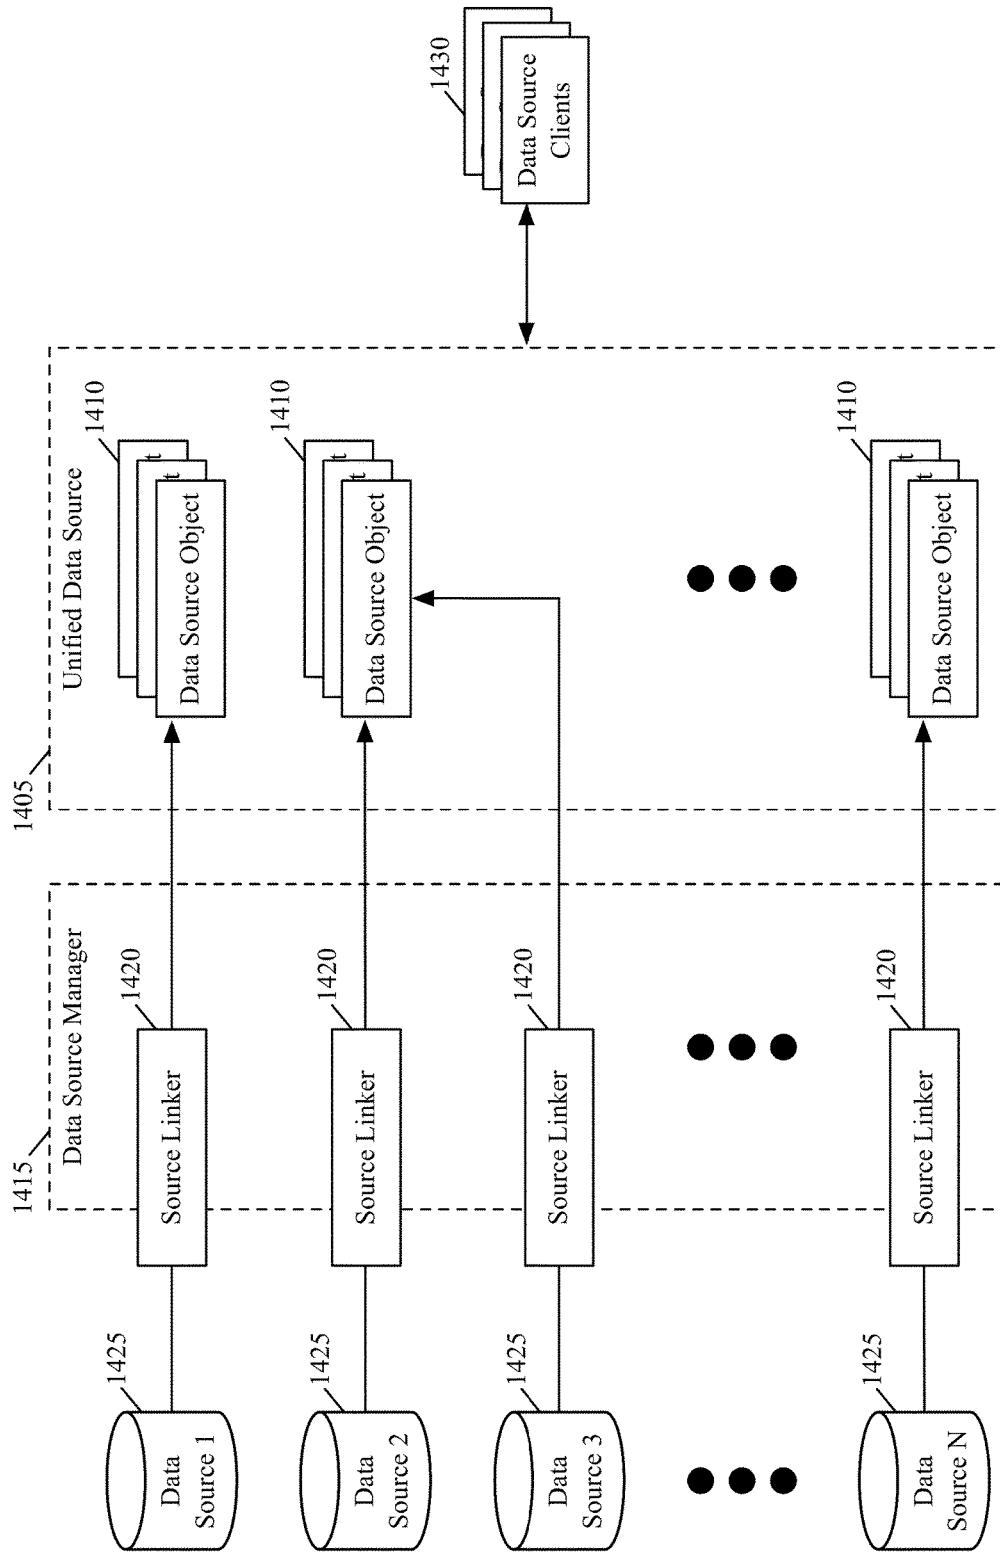 1415
Data Source Manager
1405
Unified Data Source
1425
Data
Source 1
1420
Source Linker
1410
Data Source Object
t
t
1425
Data
Source 2
1420
Source Linker
1410
Data Source Object
t
t
1425
Data
Source 3
1420
Source Linker
1430
Data Source
Clients
1425
Data
Source N
1420
Source Linker
1410
Data Source Object
t
t